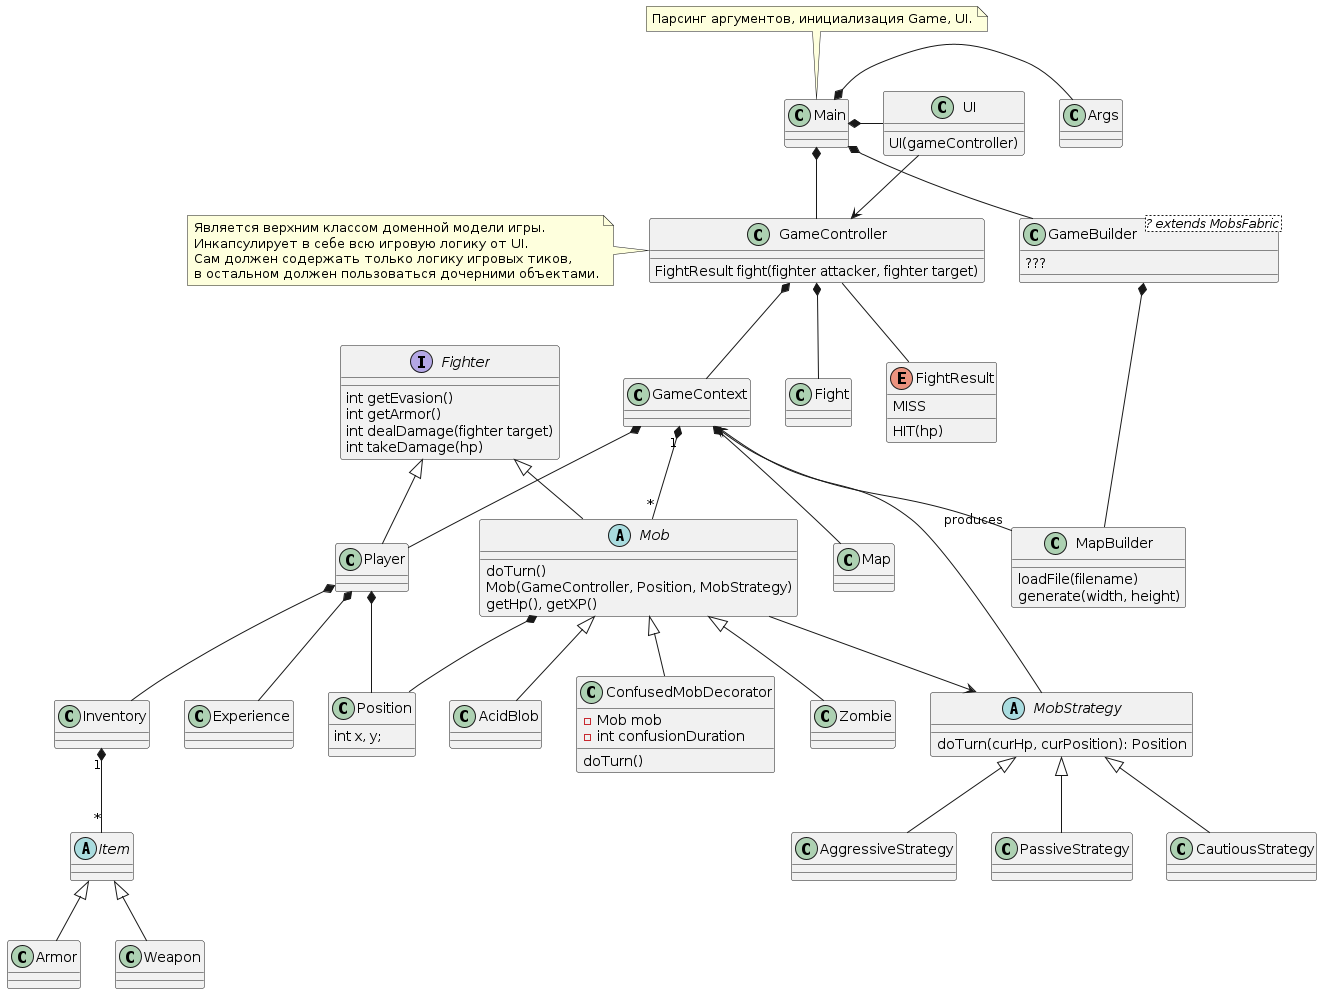 Парсинг аргументов, инициализация Game, UI.
C Main
C UI
UI(gameController)
C Args
Является верхним классом доменной модели игры.
Инкапсулирует в себе всю игровую логику от UI.
Сам должен содержать только логику игровых тиков,
в остальном должен пользоваться дочерними объектами.
C GameController
FightResult fight(fighter attacker, fighter target)
C GameBuilder
? extends MobsFabric
???
I Fighter
int getEvasion()
int getArmor()
int dealDamage(fighter target)
int takeDamage(hp)
C GameContext
C Fight
E FightResult
MISS
HIT(hp)
1
*
produces
C Player
A Mob
doTurn()
Mob(GameController, Position, MobStrategy)
getHp(), getXP()
C Map
C MapBuilder
loadFile(filename)
generate(width, height)
C Inventory
C Experience
C Position
int x, y;
C AcidBlob
C ConfusedMobDecorator
Mob mob
int confusionDuration
doTurn()
C Zombie
A MobStrategy
doTurn(curHp, curPosition): Position
1
*
A Item
C AggressiveStrategy
C PassiveStrategy
C CautiousStrategy
C Armor
C Weapon